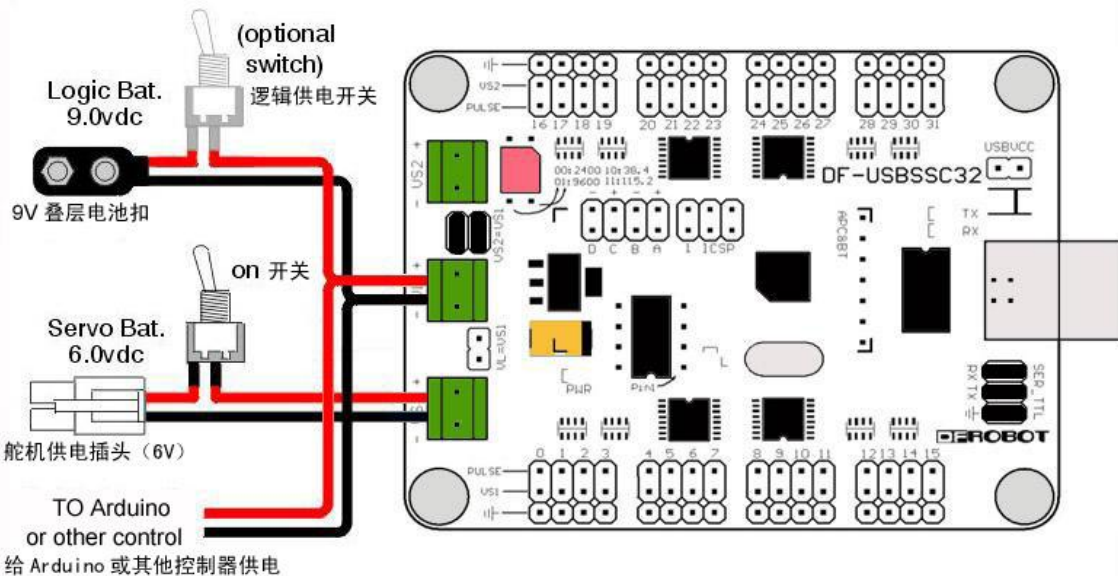 (optional
switch)
逻辑供电开关
Logic Bat.
9.0vdc
9V 叠层电池扣
on 开关
Servo Bat.
6.0vdc
舵机供电插头（6V）
TO Arduino
or other control
给 Arduino 或其他控制器供电
VS2
PULSE
16 17 18 19
20 21 22 23
24 25 26 27
28 29 30 31
+ VS2 -
00:2400 10:38.4
01:9600 11:115.2
DF-USBSSC32
USBVCC
TX
RX
VS2=VS1
- + - +
D C B A
1 ICSP
APC8BT
+
-
VL=VS1
PWR
Pin1
L
+
-
SER_TTL
RX TX
DFROBOT
0 1 2 3
4 5 6 7
8 9 10 11
12 13 14 15
PULSE
VS1